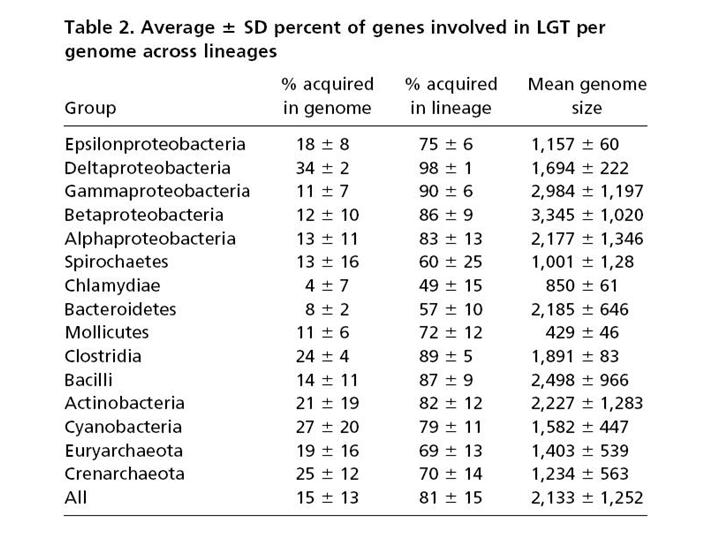 Table 2. Average ± SD percent of genes involved in LGT per
genome across lineages
Group % acquired in genome % acquired in lineage Mean genome size
Epsilonproteobacteria 18 ± 8 75 ± 6 1,157 ± 60
Deltaproteobacteria 34 ± 2 98 ± 1 1,694 ± 222
Gammaproteobacteria 11 ± 7 90 ± 6 2,984 ± 1,197
Betaproteobacteria 12 ± 10 86 ± 9 3,345 ± 1,020
Alphaproteobacteria 13 ± 11 83 ± 13 2,177 ± 1,346
Spirochaetes 13 ± 16 60 ± 25 1,001 ± 1,28
Chlamydiae 4 ± 7 49 ± 15 850 ± 61
Bacteroidetes 8 ± 2 57 ± 10 2,185 ± 646
Mollicutes 11 ± 6 72 ± 12 429 ± 46
Clostridia 24 ± 4 89 ± 5 1,891 ± 83
Bacilli 14 ± 11 87 ± 9 2,498 ± 966
Actinobacteria 21 ± 19 82 ± 12 2,227 ± 1,283
Cyanobacteria 27 ± 20 79 ± 11 1,582 ± 447
Euryarchaeota 19 ± 16 69 ± 13 1,403 ± 539
Crenarchaeota 25 ± 12 70 ± 14 1,234 ± 563
All 15 ± 13 81 ± 15 2,133 ± 1,252